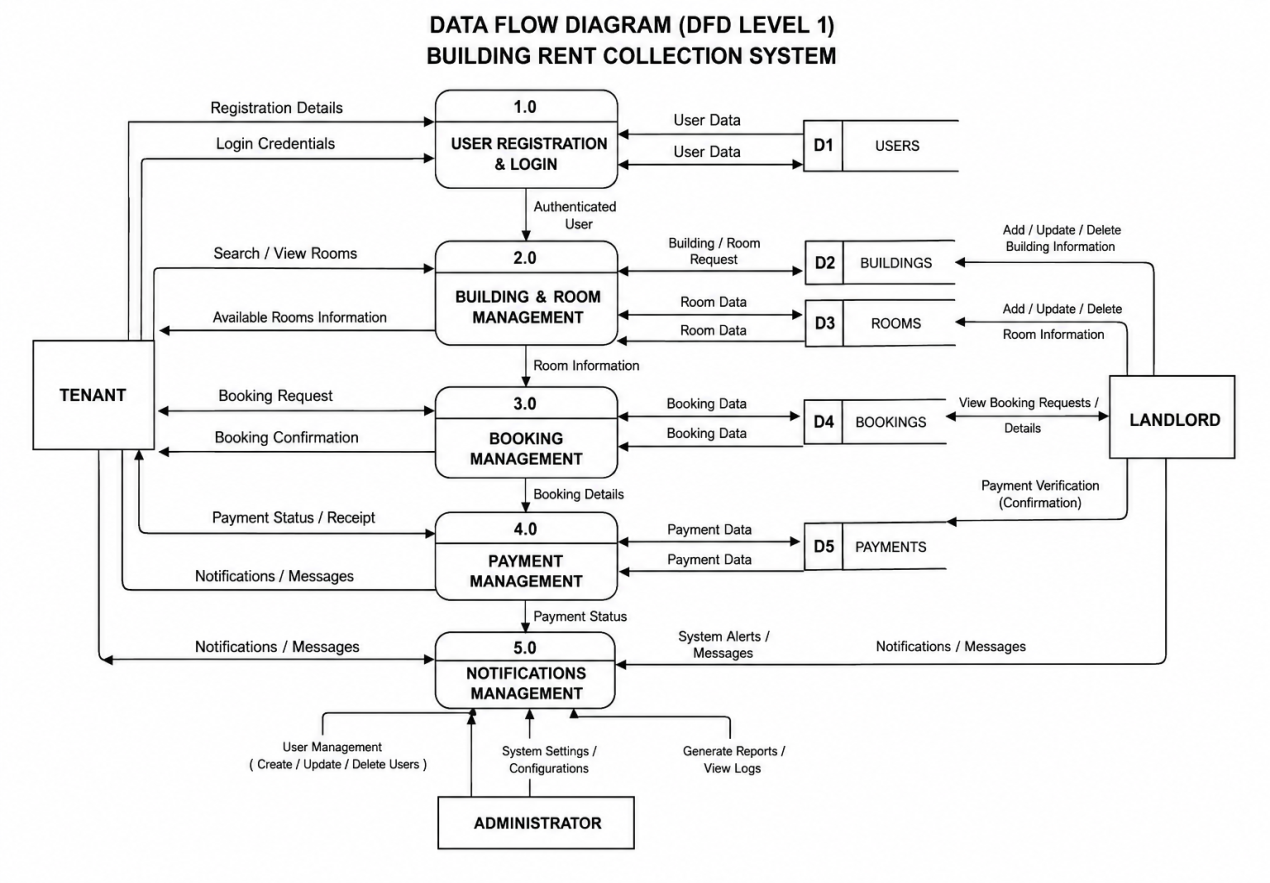 DATA FLOW DIAGRAM (DFD LEVEL 1)
BUILDING RENT COLLECTION SYSTEM
Registration Details
Login Credentials
1.0
USER REGISTRATION
& LOGIN
User Data
User Data
D1
USERS
Authenticated
User
Search / View Rooms
Available Rooms Information
2.0
BUILDING & ROOM
MANAGEMENT
Building / Room
Request
Room Data
Room Data
D2
BUILDINGS
D3
ROOMS
Add / Update / Delete
Building Information
Add / Update / Delete
Room Information
TENANT
Room Information
Booking Request
Booking Confirmation
3.0
BOOKING
MANAGEMENT
Booking Data
Booking Data
D4
BOOKINGS
View Booking Requests /
Details
LANDLORD
Booking Details
Payment Status / Receipt
Notifications / Messages
4.0
PAYMENT
MANAGEMENT
Payment Data
Payment Data
D5
PAYMENTS
Payment Verification
(Confirmation)
Payment Status
Notifications / Messages
5.0
NOTIFICATIONS
MANAGEMENT
System Alerts /
Messages
Notifications / Messages
User Management
( Create / Update / Delete Users )
System Settings /
Configurations
Generate Reports /
View Logs
ADMINISTRATOR